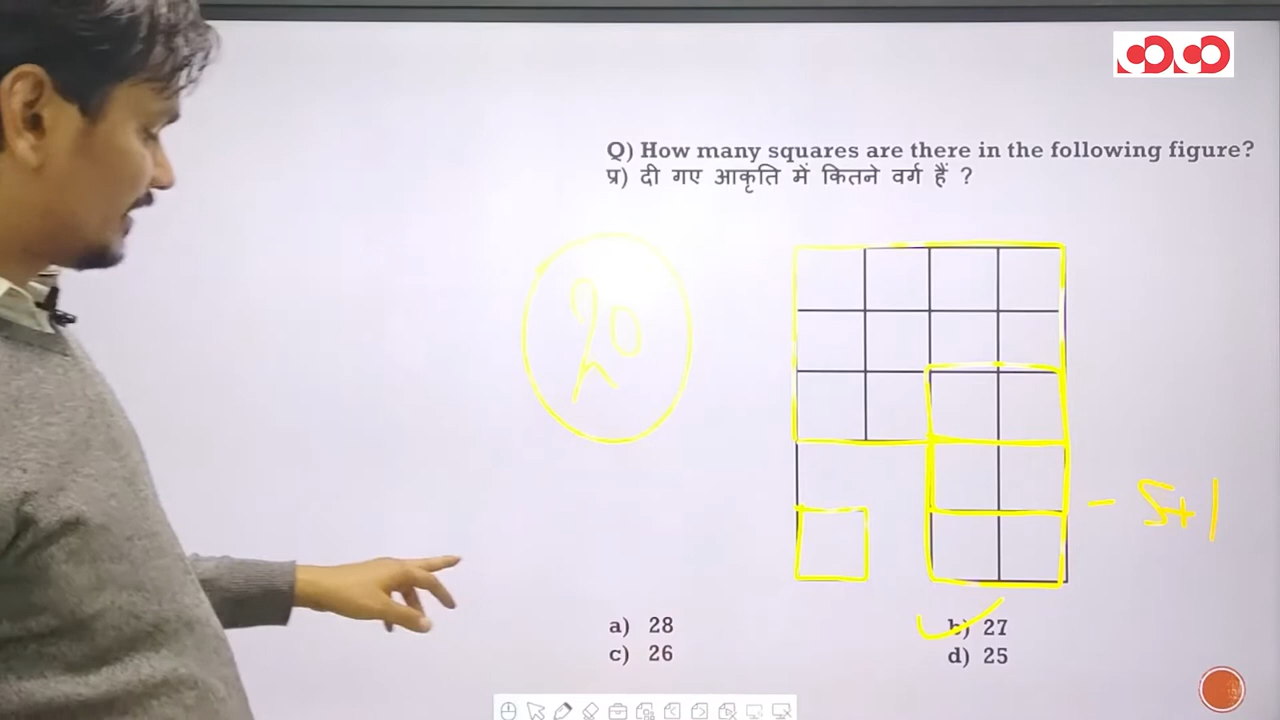 Q) How many squares are there in the following figure?
प्र) दी गए आकृति में कितने वर्ग हैं ?
20
- 5+1
a) 28
b) 27
c) 26
d) 25